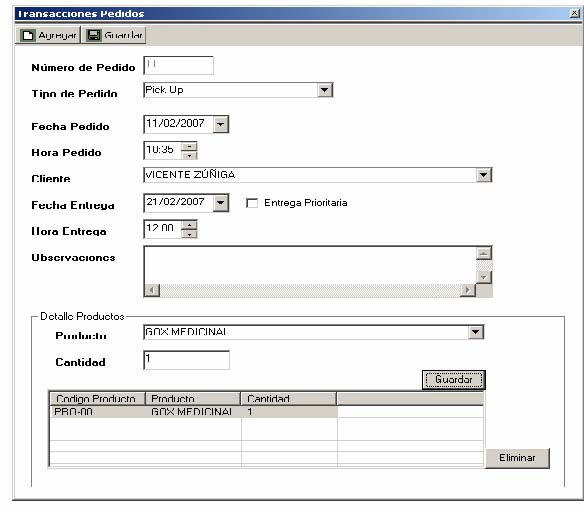 Transacciones Pedidos
Agregar Guardar
Número de Pedido 11
Tipo de Pedido Pick Up
Fecha Pedido 11/02/2007
Hora Pedido 10:35
Cliente VICENTE ZÚÑIGA
Fecha Entrega 21/02/2007 Entrega Prioritaria
Hora Entrega 12:00
Observaciones
Detalle Productos
Producto GOX MEDICINAL
Cantidad 1
Guardar
Codigo Producto Producto Cantidad
PRO-00 GOX MEDICINAL 1
Eliminar